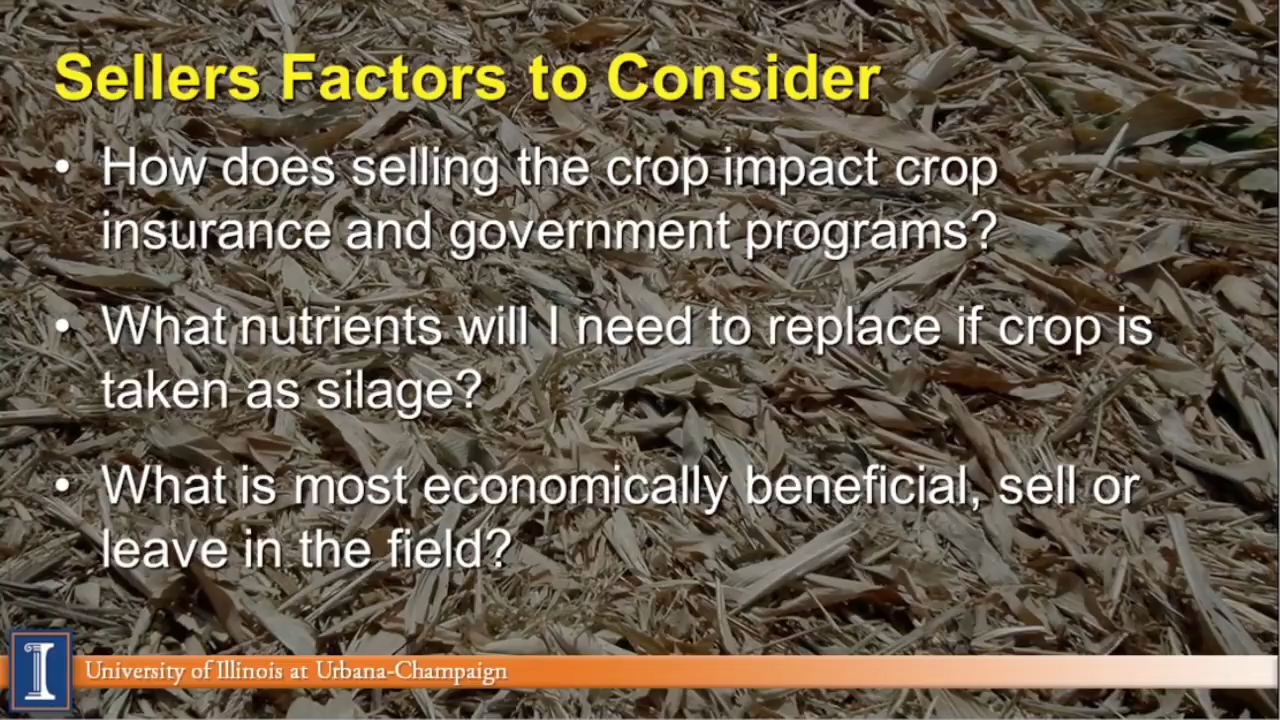 Sellers Factors to Consider
• How does selling the crop impact crop
insurance and government programs?
• What nutrients will I need to replace if crop is
taken as silage?
• What is most economically beneficial, sell or
leave in the field?
I University of Illinois at Urbana-Champaign